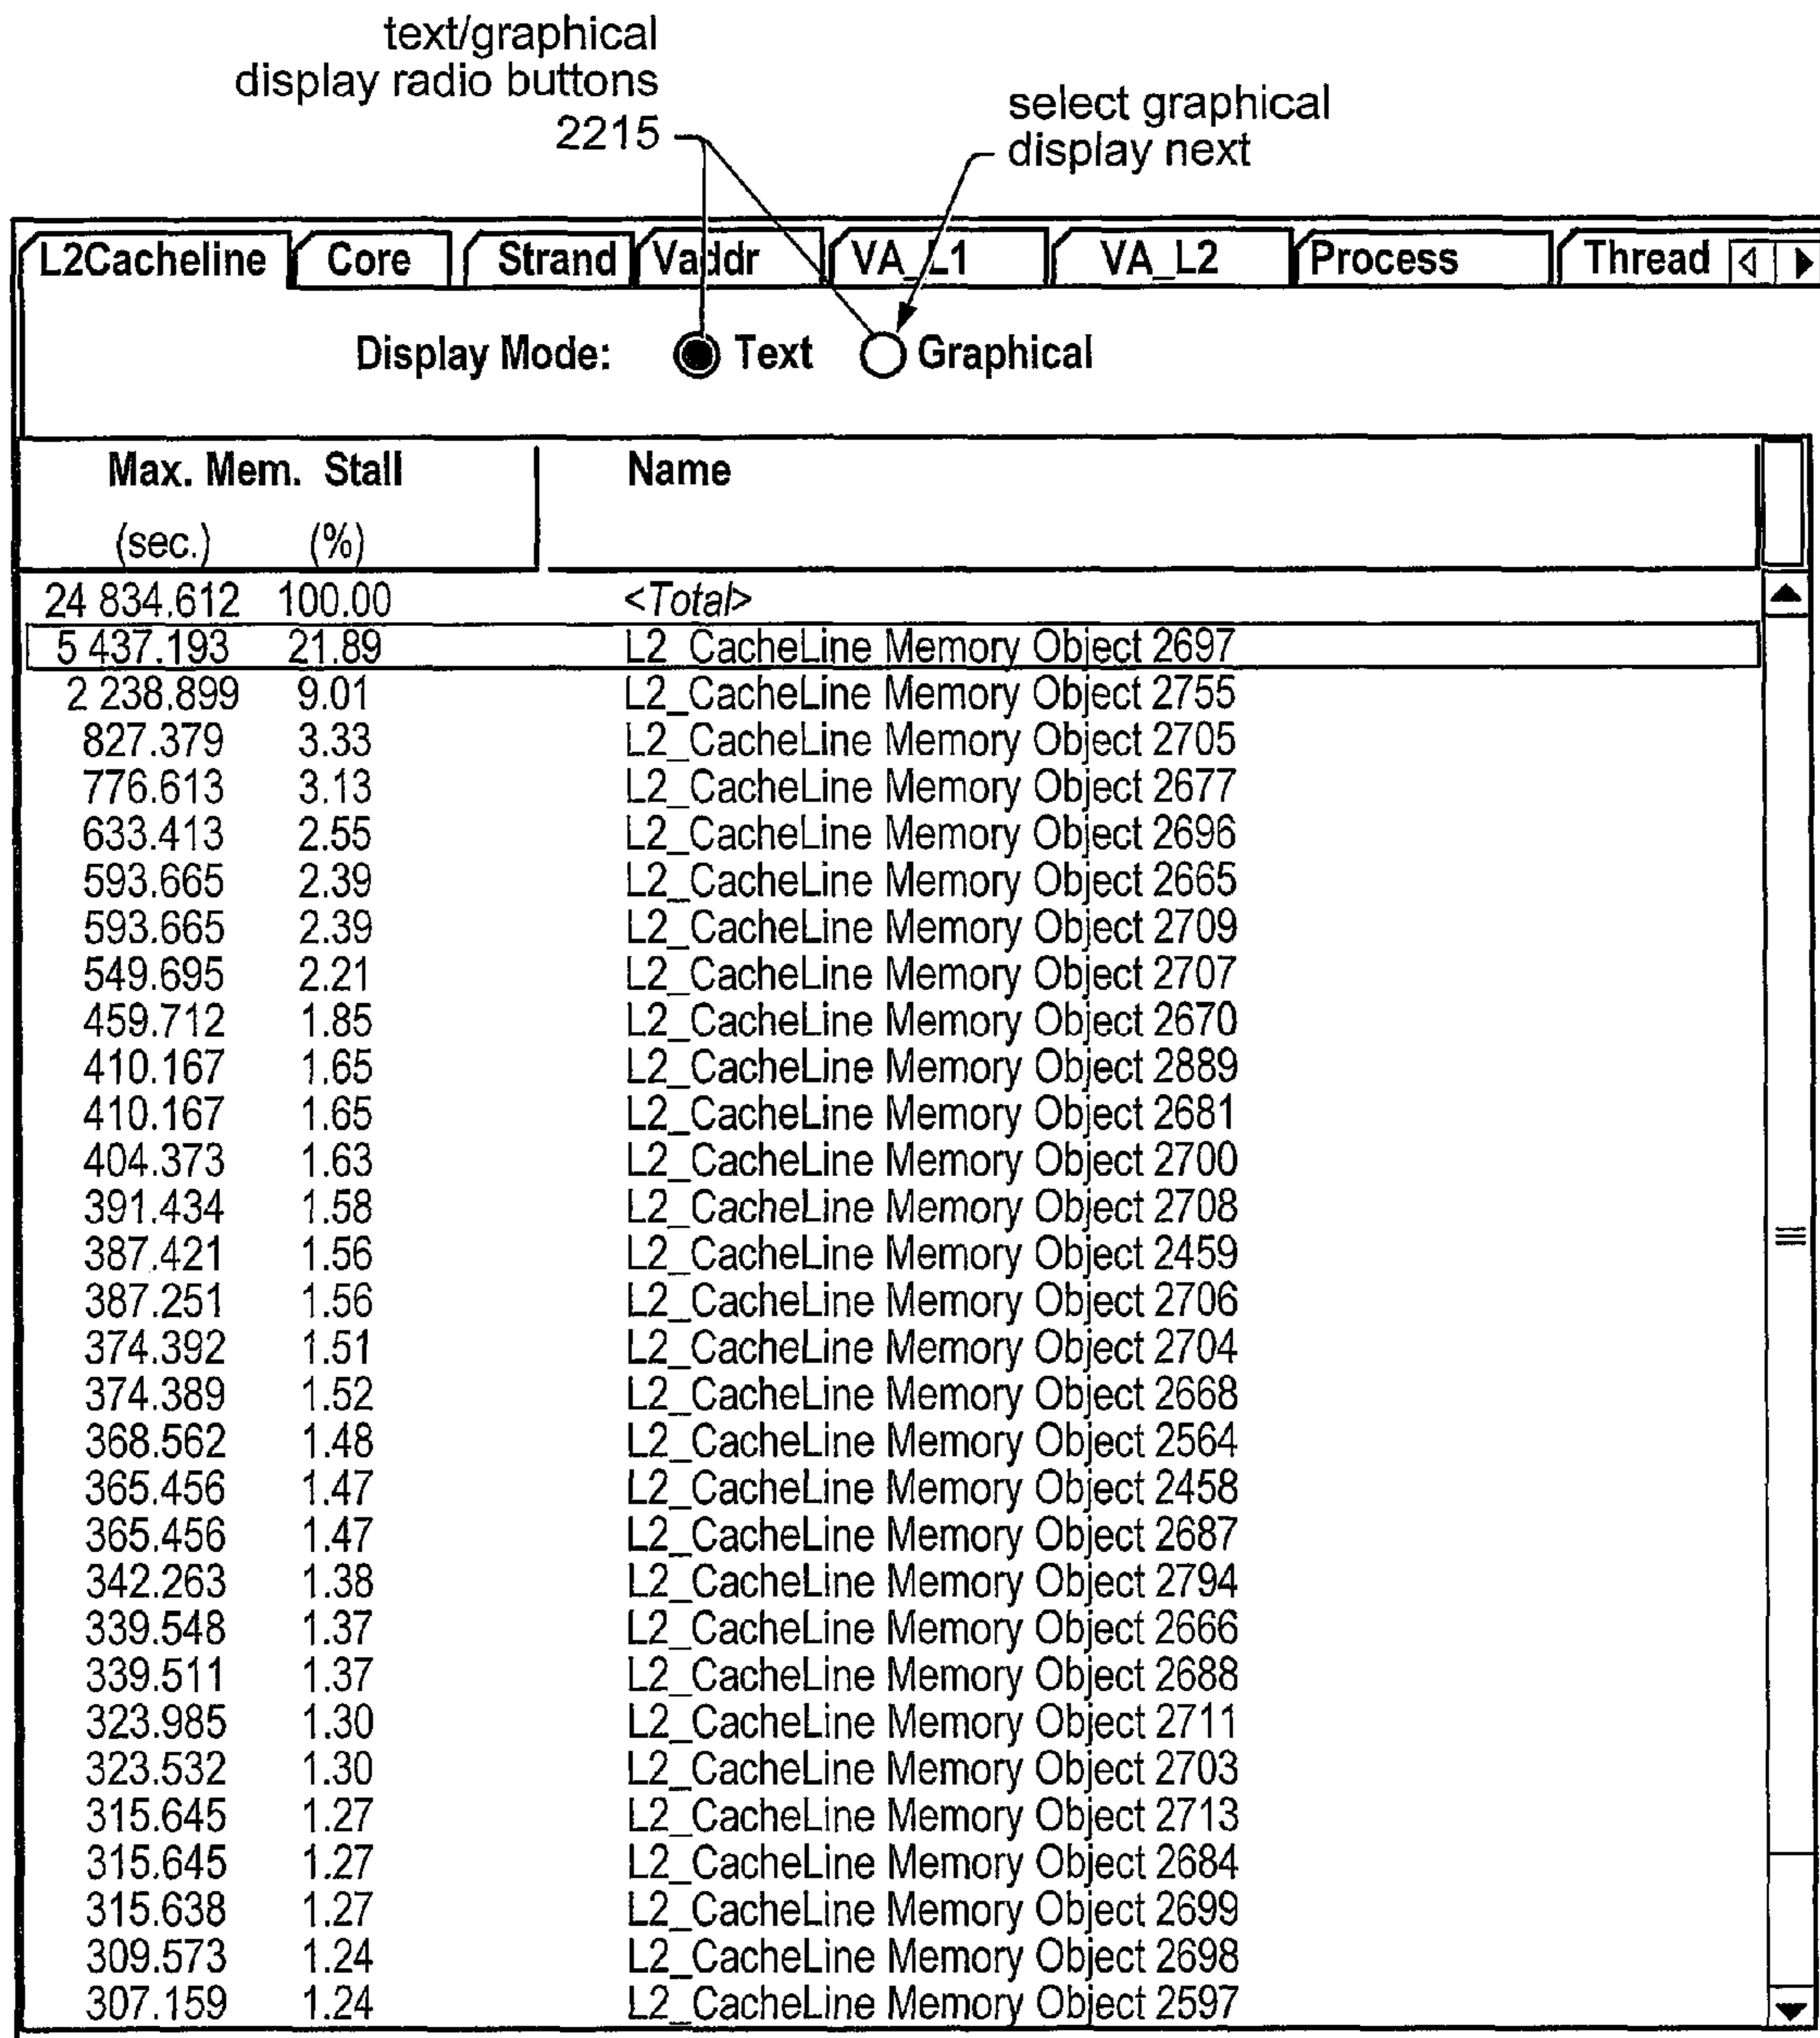 text/graphical
display radio buttons
2215
select graphical
display next
L2Cacheline Core Strand Vaddr VA_L1 VA_L2 Process Thread
Display Mode: Text Graphical
Max. Mem. Stall Name
(sec.) (%)
24 834.612 100.00 <Total>
5 437.193 21.89 L2_CacheLine Memory Object 2697
2 238.899 9.01 L2_CacheLine Memory Object 2755
827.379 3.33 L2_CacheLine Memory Object 2705
776.613 3.13 L2_CacheLine Memory Object 2677
633.413 2.55 L2_CacheLine Memory Object 2696
593.665 2.39 L2_CacheLine Memory Object 2665
593.665 2.39 L2_CacheLine Memory Object 2709
549.695 2.21 L2_CacheLine Memory Object 2707
459.712 1.85 L2_CacheLine Memory Object 2670
410.167 1.65 L2_CacheLine Memory Object 2889
410.167 1.65 L2_CacheLine Memory Object 2681
404.373 1.63 L2_CacheLine Memory Object 2700
391.434 1.58 L2_CacheLine Memory Object 2708
387.421 1.56 L2_CacheLine Memory Object 2459
387.251 1.56 L2_CacheLine Memory Object 2706
374.392 1.51 L2_CacheLine Memory Object 2704
374.389 1.52 L2_CacheLine Memory Object 2668
368.562 1.48 L2_CacheLine Memory Object 2564
365.456 1.47 L2_CacheLine Memory Object 2458
365.456 1.47 L2_CacheLine Memory Object 2687
342.263 1.38 L2_CacheLine Memory Object 2794
339.548 1.37 L2_CacheLine Memory Object 2666
339.511 1.37 L2_CacheLine Memory Object 2688
323.985 1.30 L2_CacheLine Memory Object 2711
323.532 1.30 L2_CacheLine Memory Object 2703
315.645 1.27 L2_CacheLine Memory Object 2713
315.645 1.27 L2_CacheLine Memory Object 2684
315.638 1.27 L2_CacheLine Memory Object 2699
309.573 1.24 L2_CacheLine Memory Object 2698
307.159 1.24 L2_CacheLine Memory Object 2597